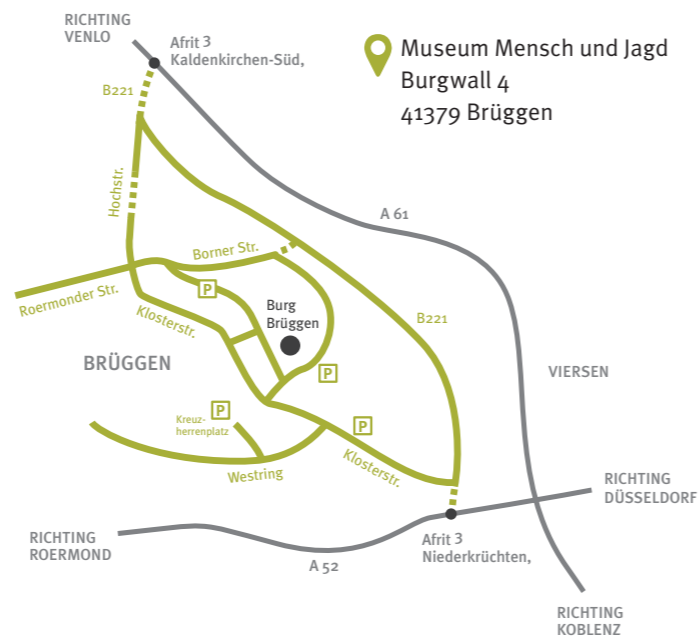 RICHTING
VENLO
Afrit 3
Kaldenkirchen-Süd,
Museum Mensch und Jagd
Burgwall 4
41379 Brüggen
B221
Hochstr.
A 61
Borner Str.
Roermonder Str.
P
Burg
Brüggen
Klosterstr.
B221
BRÜGGEN
VIERSEN
P
P
Kreuz-
herrenplatz
P
Klosterstr.
Westring
RICHTING
DÜSSELDORF
RICHTING
ROERMOND
A 52
Afrit 3
Niederkrüchten,
RICHTING
KOBLENZ